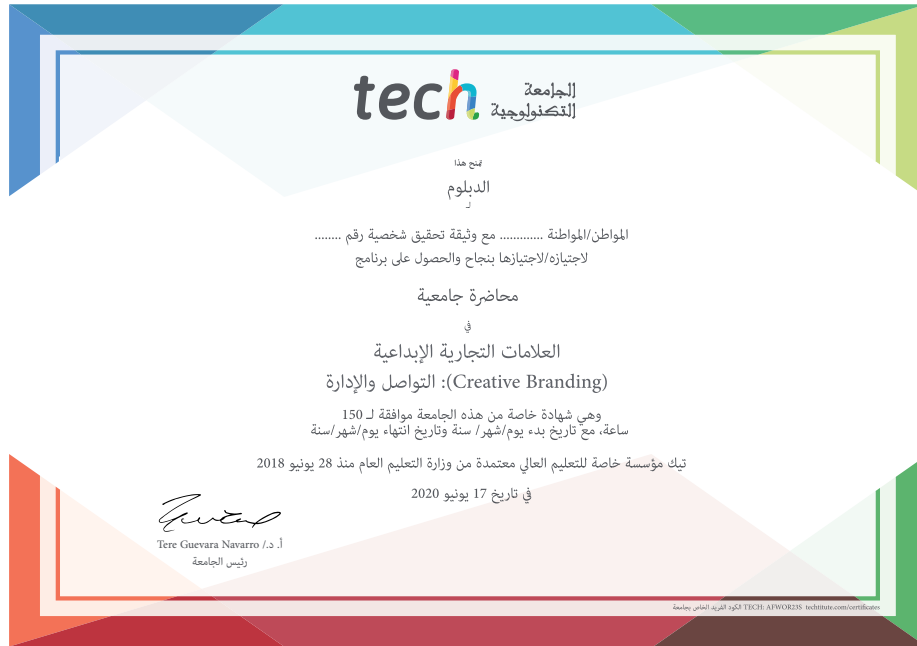 tech
الجامعة
التكنولوجية
يمنح هذا
الدبلوم
لـ
المواطن/المواطنة ............. مع وثيقة تحقيق شخصية رقم ........
لاجتيازه/لاجتيازها بنجاح والحصول على برنامج
محاضرة جامعية
في
العلامات التجارية الإبداعية
(Creative Branding): التواصل والإدارة
وهي شهادة خاصة من هذه الجامعة موافقة لـ 150
ساعة، مع تاريخ بدء يوم/شهر/ سنة وتاريخ انتهاء يوم/شهر/سنة
تيك مؤسسة خاصة للتعليم العالي معتمدة من وزارة التعليم العام منذ 28 يونيو 2018
في تاريخ 17 يونيو 2020
أ. د./ Tere Guevara Navarro
رئيس الجامعة
الكود الفريد الخاص بجامعة TECH: AFWOR23S techtitute.com/certificates